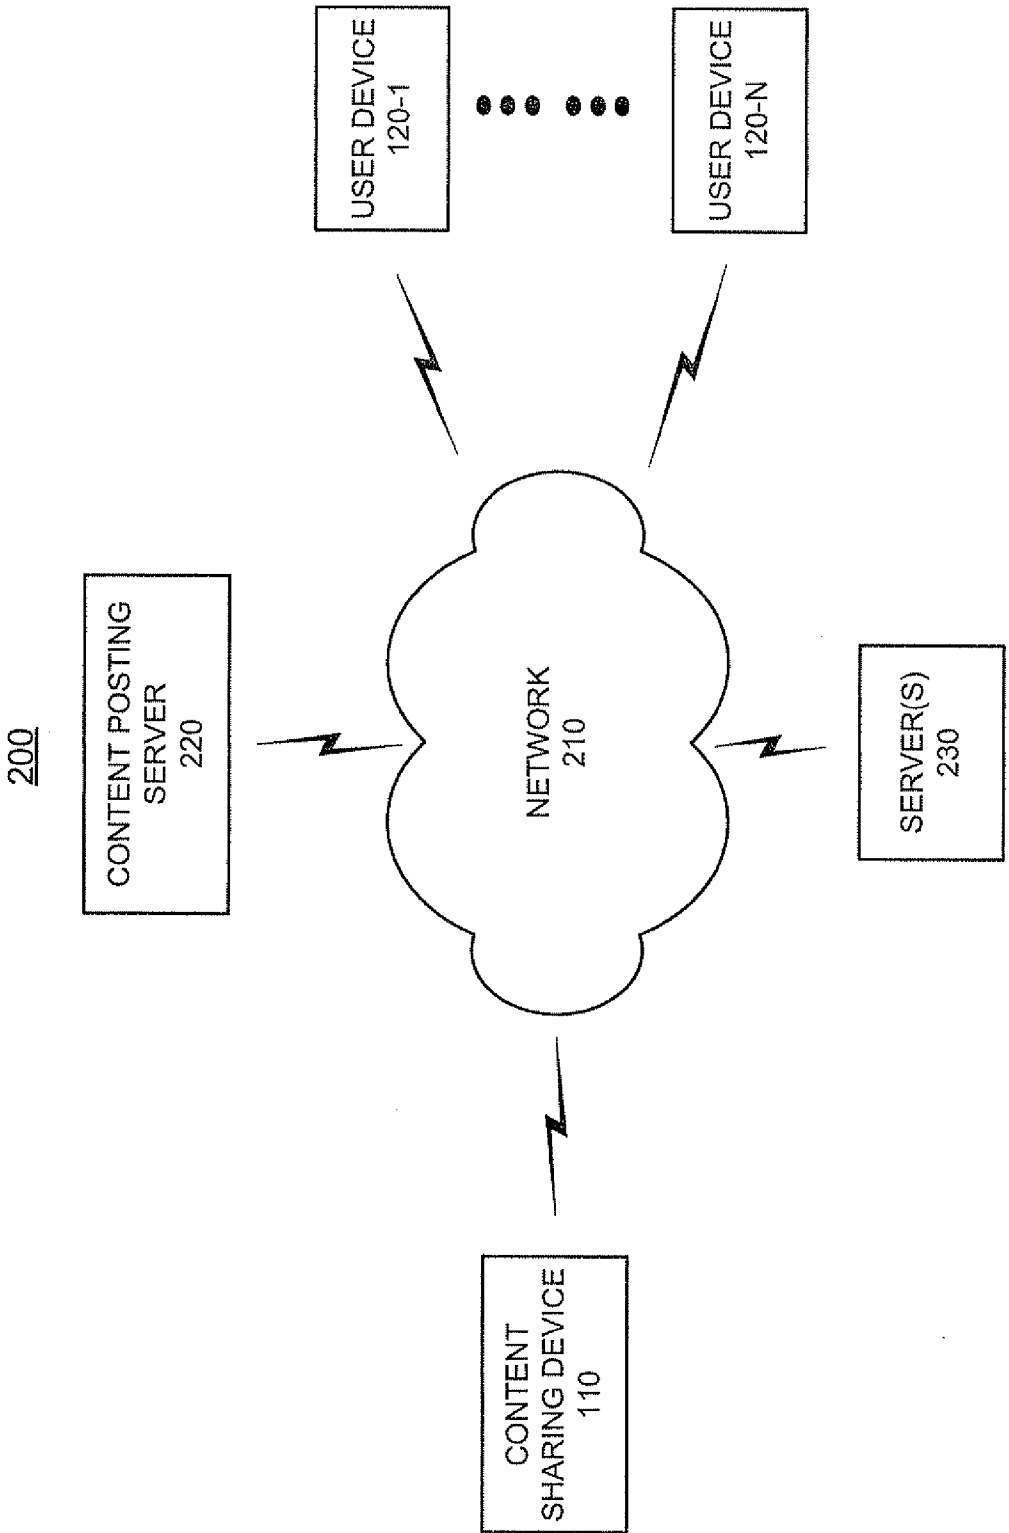 200
CONTENT POSTING
SERVER
220
CONTENT
SHARING DEVICE
110
NETWORK
210
USER DEVICE
120-1
USER DEVICE
120-N
SERVER(S)
230